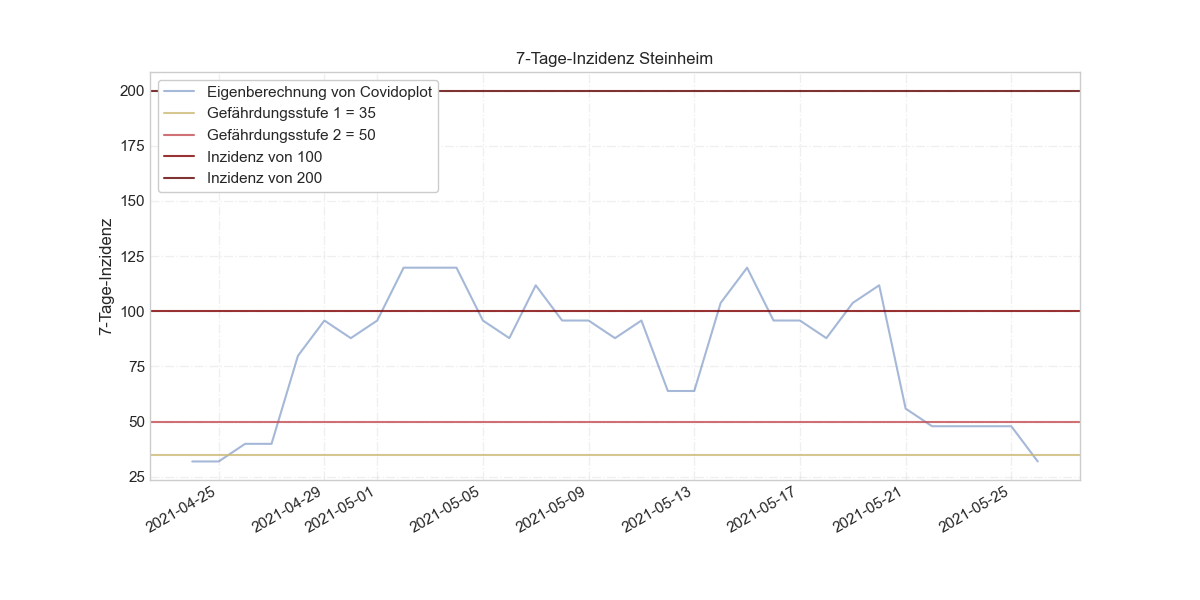 7-Tage-Inzidenz Steinheim
200
175
150
125
100
75
50
25
7-Tage-Inzidenz
Eigenberechnung von Covidoplot
Gefährdungsstufe 1 = 35
Gefährdungsstufe 2 = 50
Inzidenz von 100
Inzidenz von 200
2021-04-25
2021-04-29
2021-05-01
2021-05-05
2021-05-09
2021-05-13
2021-05-17
2021-05-21
2021-05-25